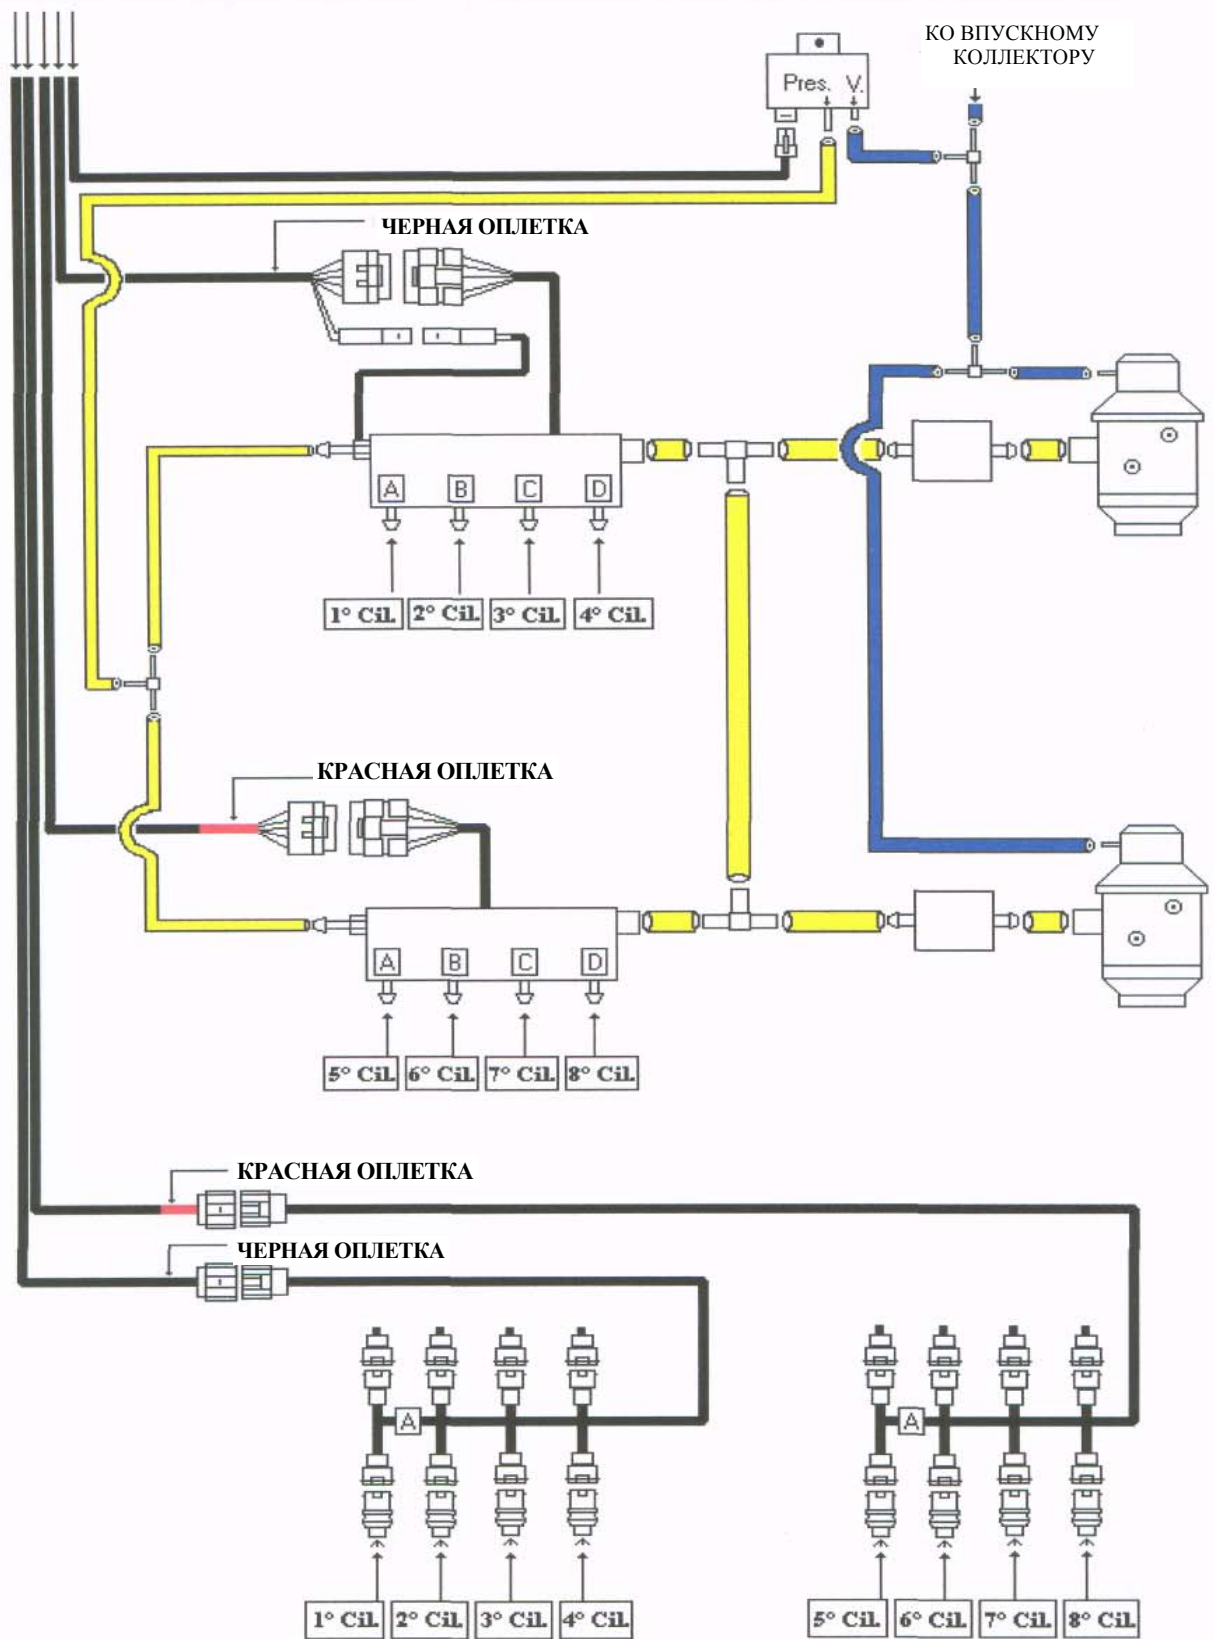 КО ВПУСКНОМУ
КОЛЛЕКТОРУ
Pres. V.
ЧЕРНАЯ ОПЛЕТКА
A B C D
1° Cil. 2° Cil. 3° Cil. 4° Cil.
КРАСНАЯ ОПЛЕТКА
A B C D
5° Cil. 6° Cil. 7° Cil. 8° Cil.
КРАСНАЯ ОПЛЕТКА
ЧЕРНАЯ ОПЛЕТКА
A A
1° Cil. 2° Cil. 3° Cil. 4° Cil. 5° Cil. 6° Cil. 7° Cil. 8° Cil.